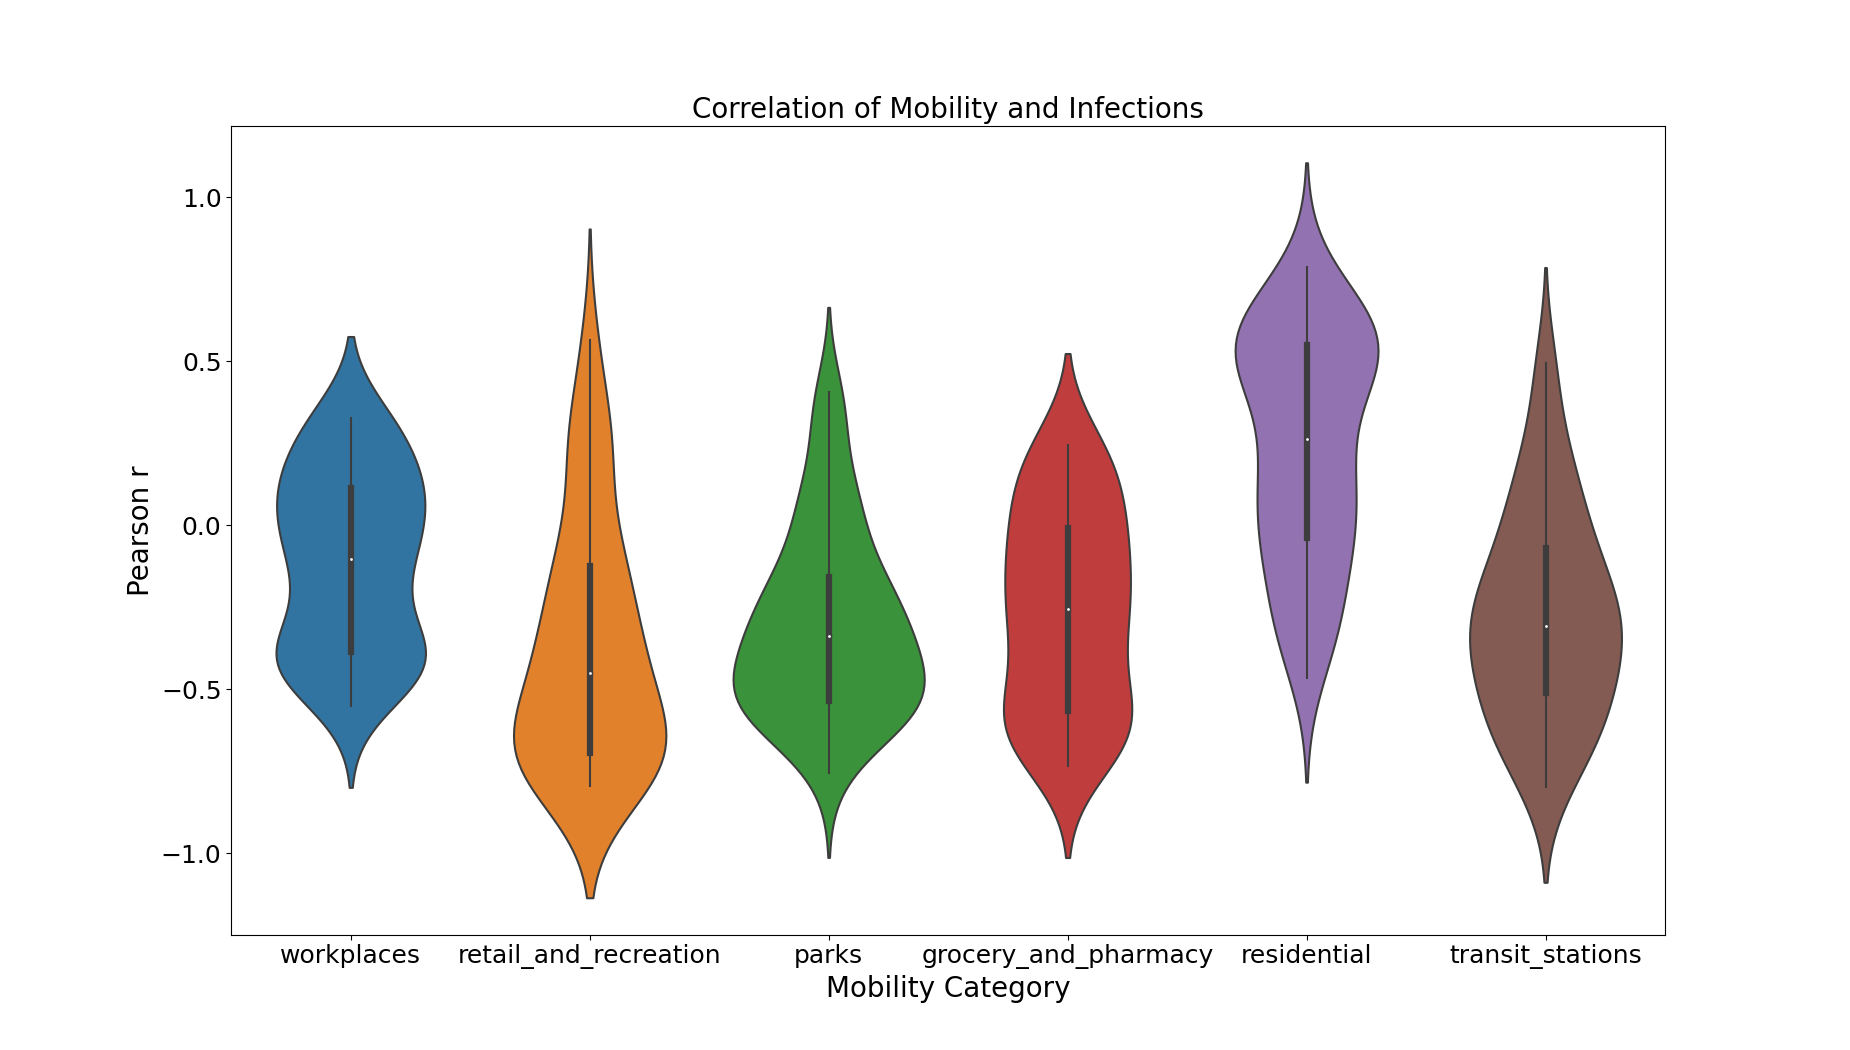 Correlation of Mobility and Infections
Pearson r
1.0
0.5
0.0
−0.5
−1.0
workplaces retail_and_recreation parks grocery_and_pharmacy residential transit_stations
Mobility Category